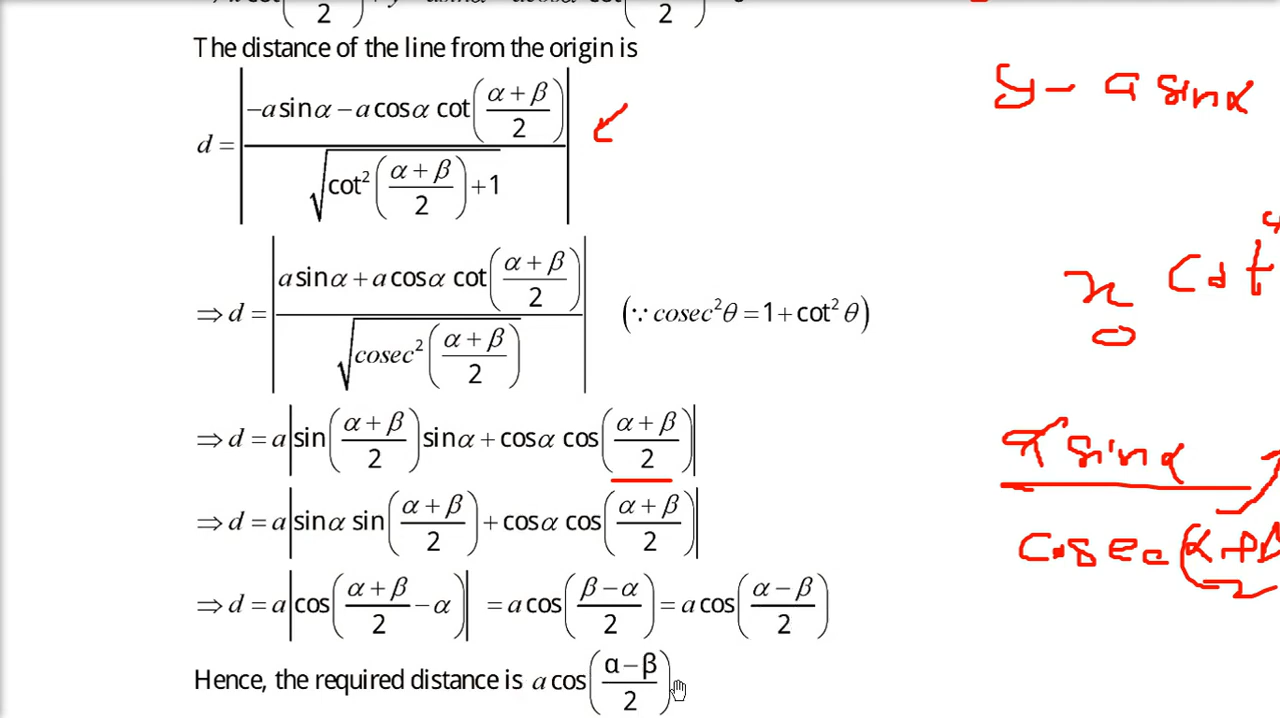 The distance of the line from the origin is
d = | (−a sinα − a cosα cot((α + β)/2)) / √(cot²((α + β)/2) + 1) |
⇒ d = | (a sinα + a cosα cot((α + β)/2)) / √(cosec²((α + β)/2)) | (∵ cosec²θ = 1 + cot²θ)
⇒ d = a | sin((α + β)/2) sinα + cosα cos((α + β)/2) |
⇒ d = a | sinα sin((α + β)/2) + cosα cos((α + β)/2) |
⇒ d = a | cos((α + β)/2 − α) | = a cos((β − α)/2) = a cos((α − β)/2)
Hence, the required distance is a cos((α − β)/2)
y − a sinα
x cot
0
sinα
cosec